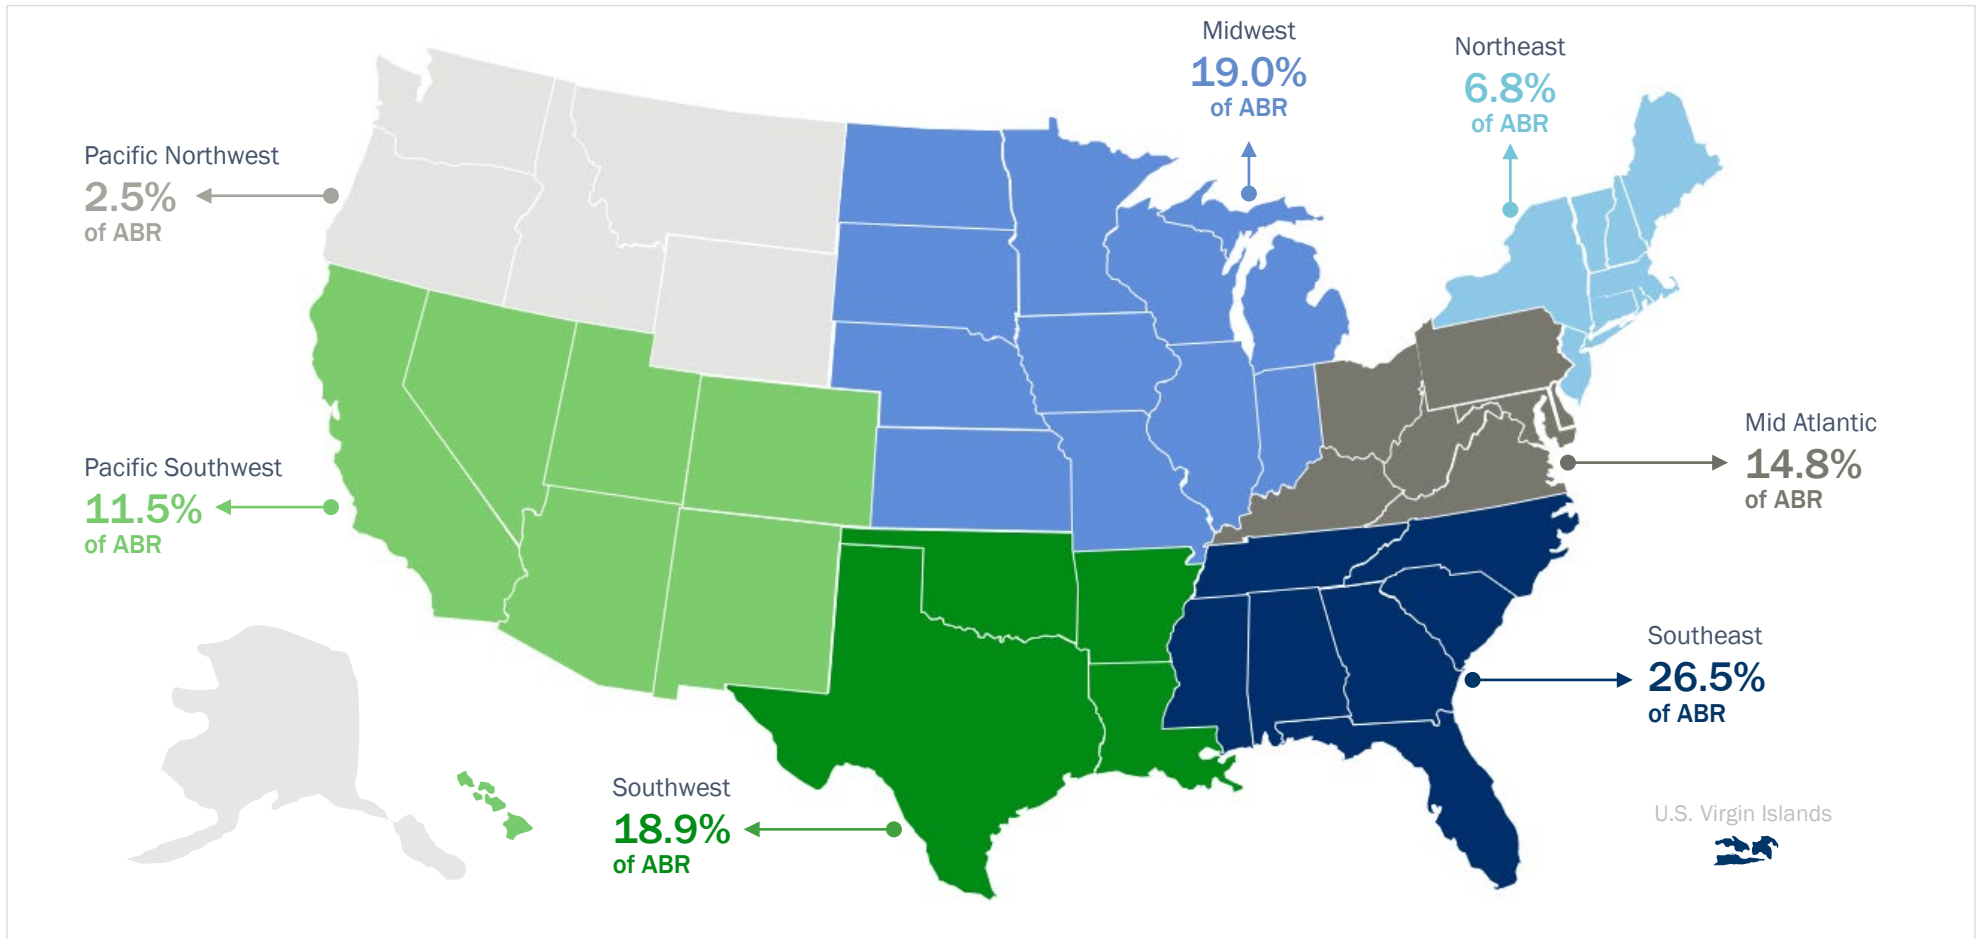 Midwest
19.0%
of ABR
Northeast
6.8%
of ABR
Pacific Northwest
2.5%
of ABR
Mid Atlantic
14.8%
of ABR
Pacific Southwest
11.5%
of ABR
Southeast
26.5%
of ABR
Southwest
18.9%
of ABR
U.S. Virgin Islands